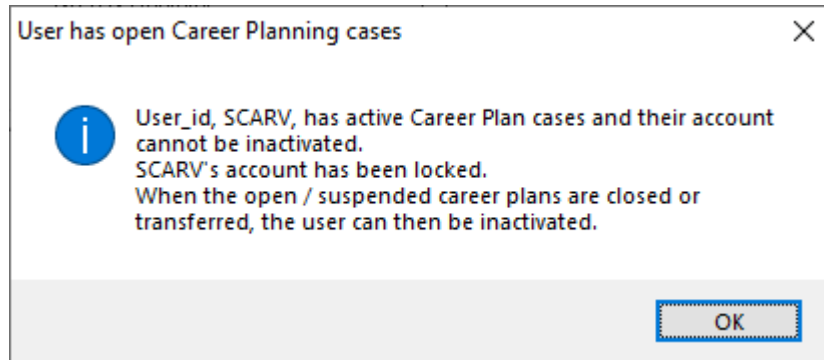 User has open Career Planning cases
User_id, SCARV, has active Career Plan cases and their account
cannot be inactivated.
SCARV's account has been locked.
When the open / suspended career plans are closed or
transferred, the user can then be inactivated.
OK